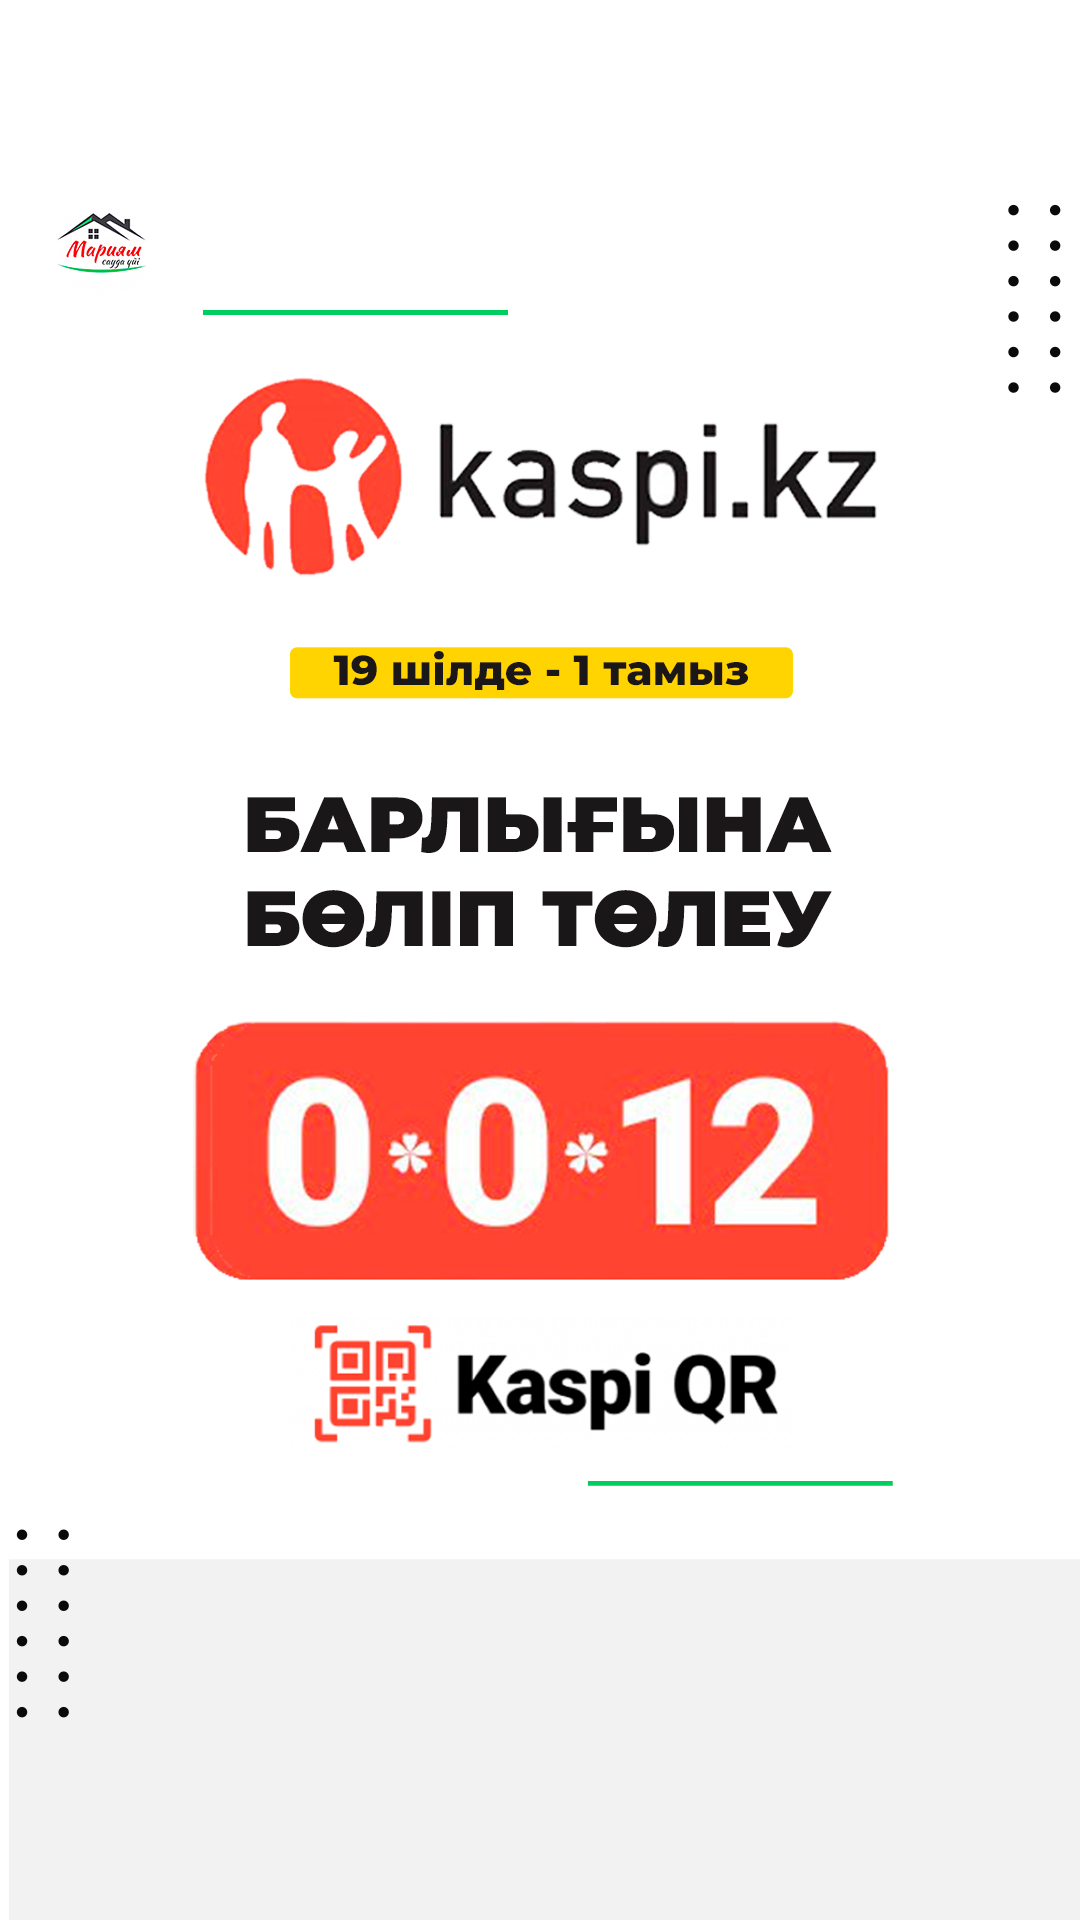 Мариям
сауда үйі
kaspi.kz
19 шілде - 1 тамыз
БАРЛЫҒЫНА
БӨЛІП ТӨЛЕУ
0*0*12
Kaspi QR